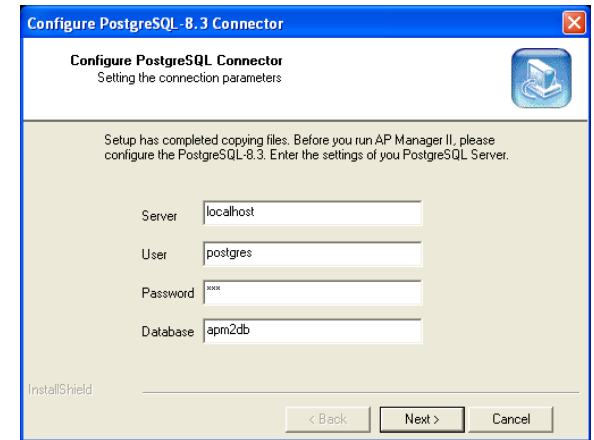 Configure PostgreSQL-8.3 Connector
Configure PostgreSQL Connector
Setting the connection parameters
Setup has completed copying files. Before you run AP Manager II, please
configure the PostgreSQL-8.3. Enter the settings of you PostgreSQL Server.
Server localhost
User postgres
Password ***
Database apm2db
InstallShield
< Back Next > Cancel